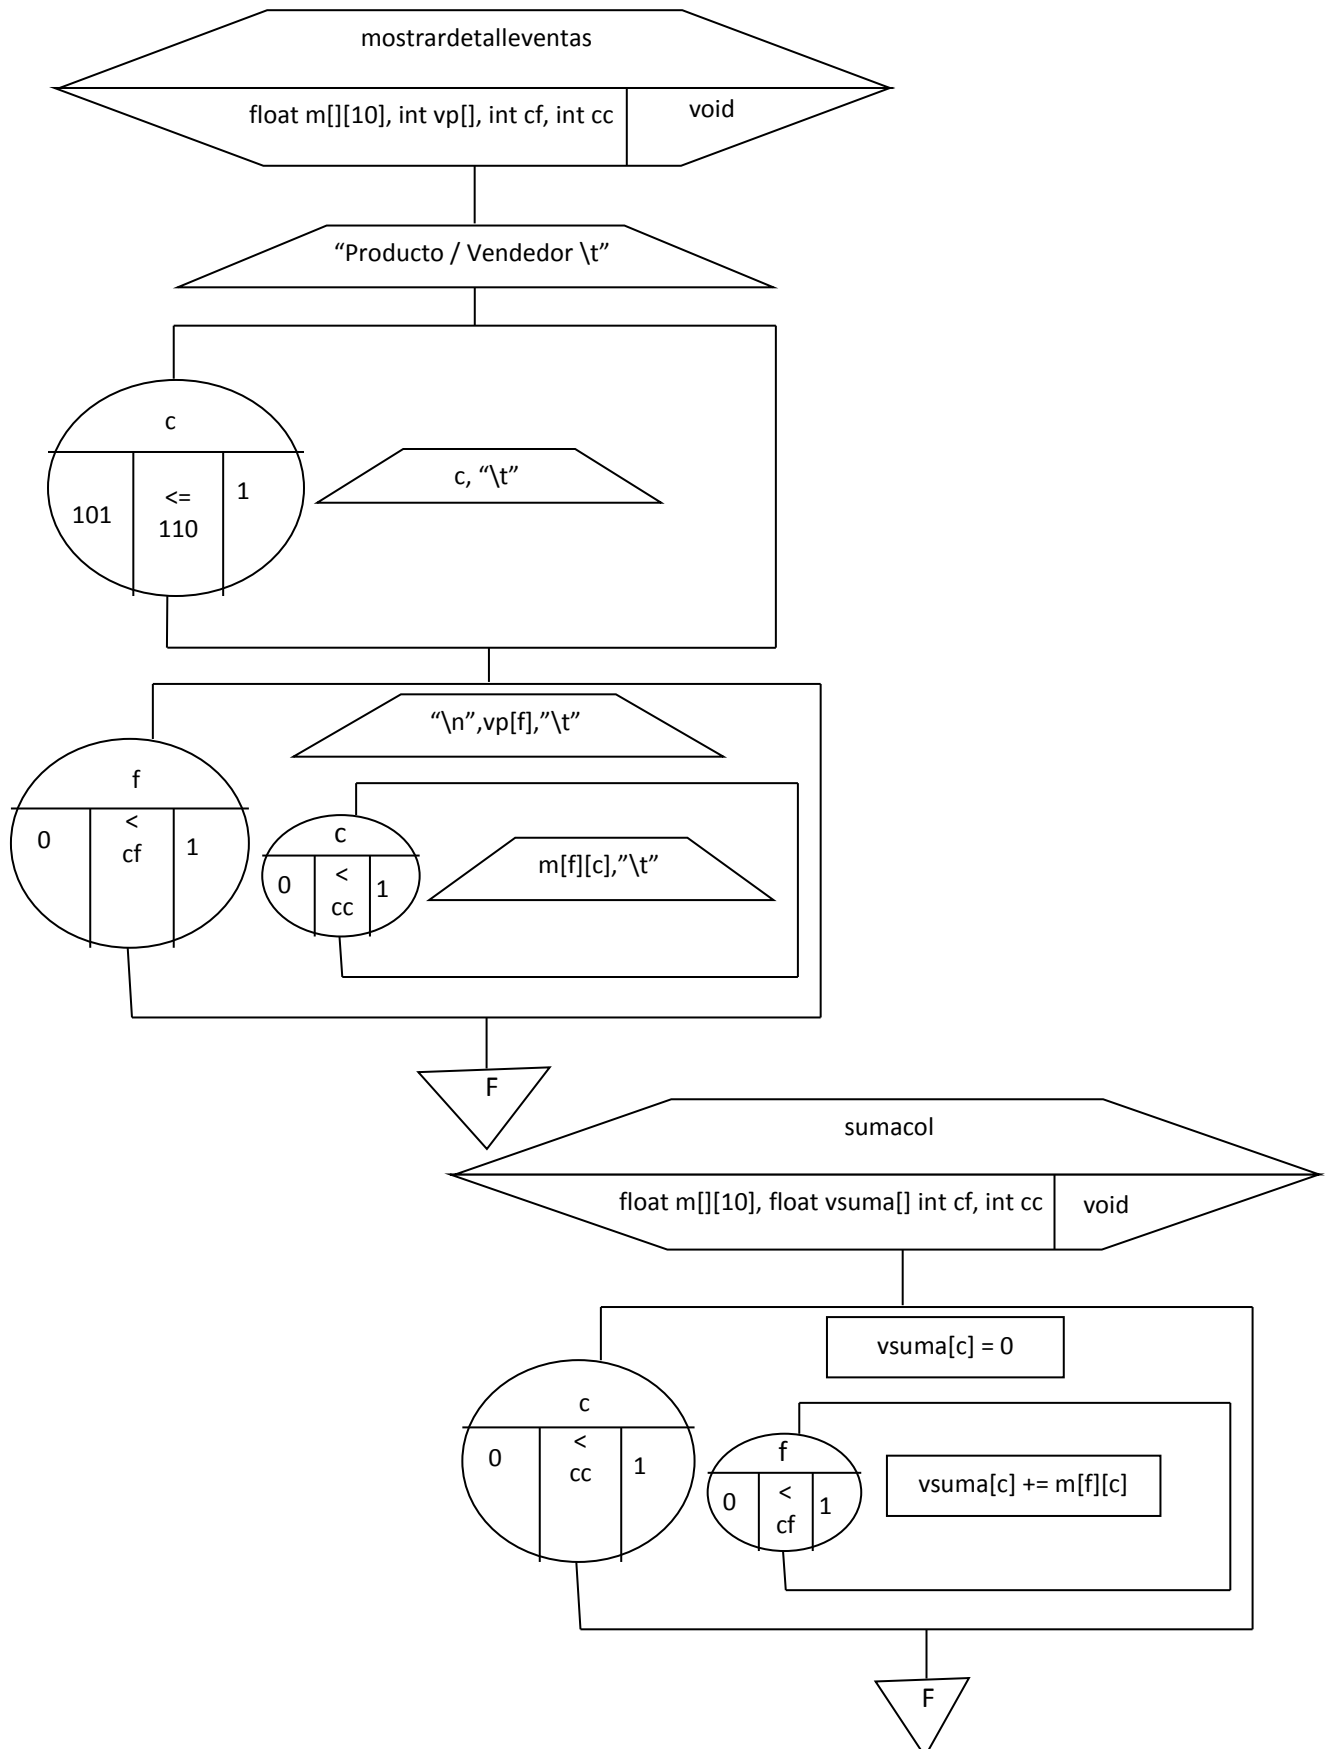 mostrardetalleventas
float m[][10], int vp[], int cf, int cc
void
“Producto / Vendedor \t”
c
101
<=
110
1
c, “\t”
“\n”,vp[f],”\t”
f
0
<
cf
1
c
0
<
cc
1
m[f][c],”\t”
F
sumacol
float m[][10], float vsuma[] int cf, int cc
void
vsuma[c] = 0
c
0
<
cc
1
f
0
<
cf
1
vsuma[c] += m[f][c]
F